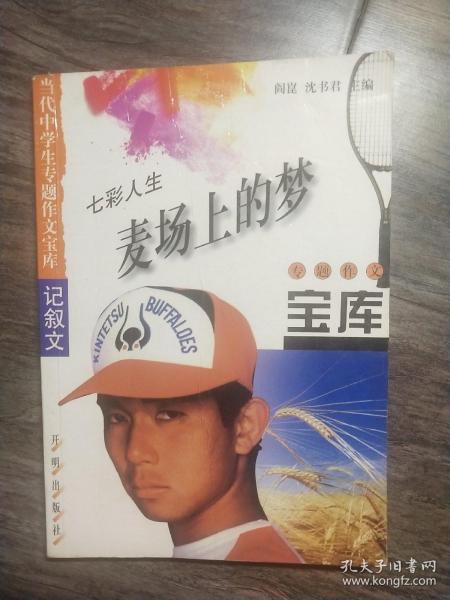 阎崑 沈书君 主编
当代中学生专题作文宝库
记叙文
七彩人生
麦场上的梦
专题作文
宝库
KINTETSU BUFFALOES
开明出版社
孔夫子旧书网
www.kongfz.com